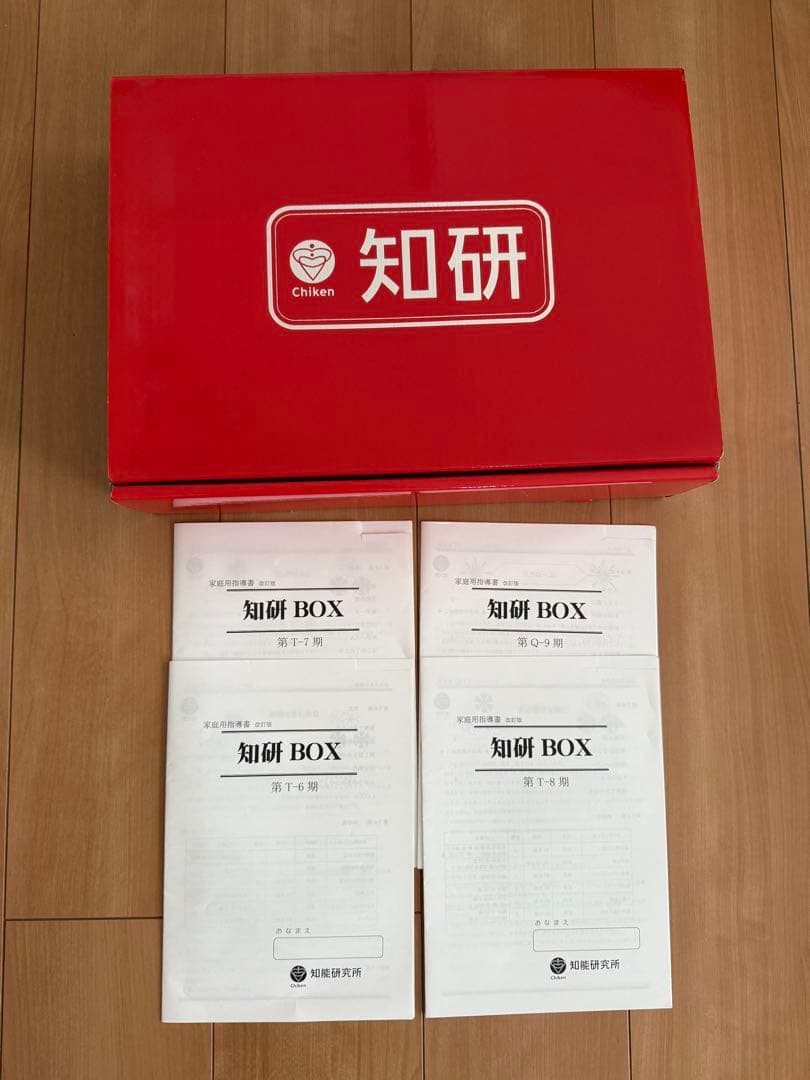 Chiken
知研
家庭用指導書 改訂版
知研 BOX
第 T-7 期
家庭用指導書 改訂版
知研 BOX
第 Q-9 期
家庭用指導書 改訂版
知研 BOX
第 T-6 期
おなまえ
Chiken
知能研究所
家庭用指導書 改訂版
知研 BOX
第 T-8 期
おなまえ
Chiken
知能研究所